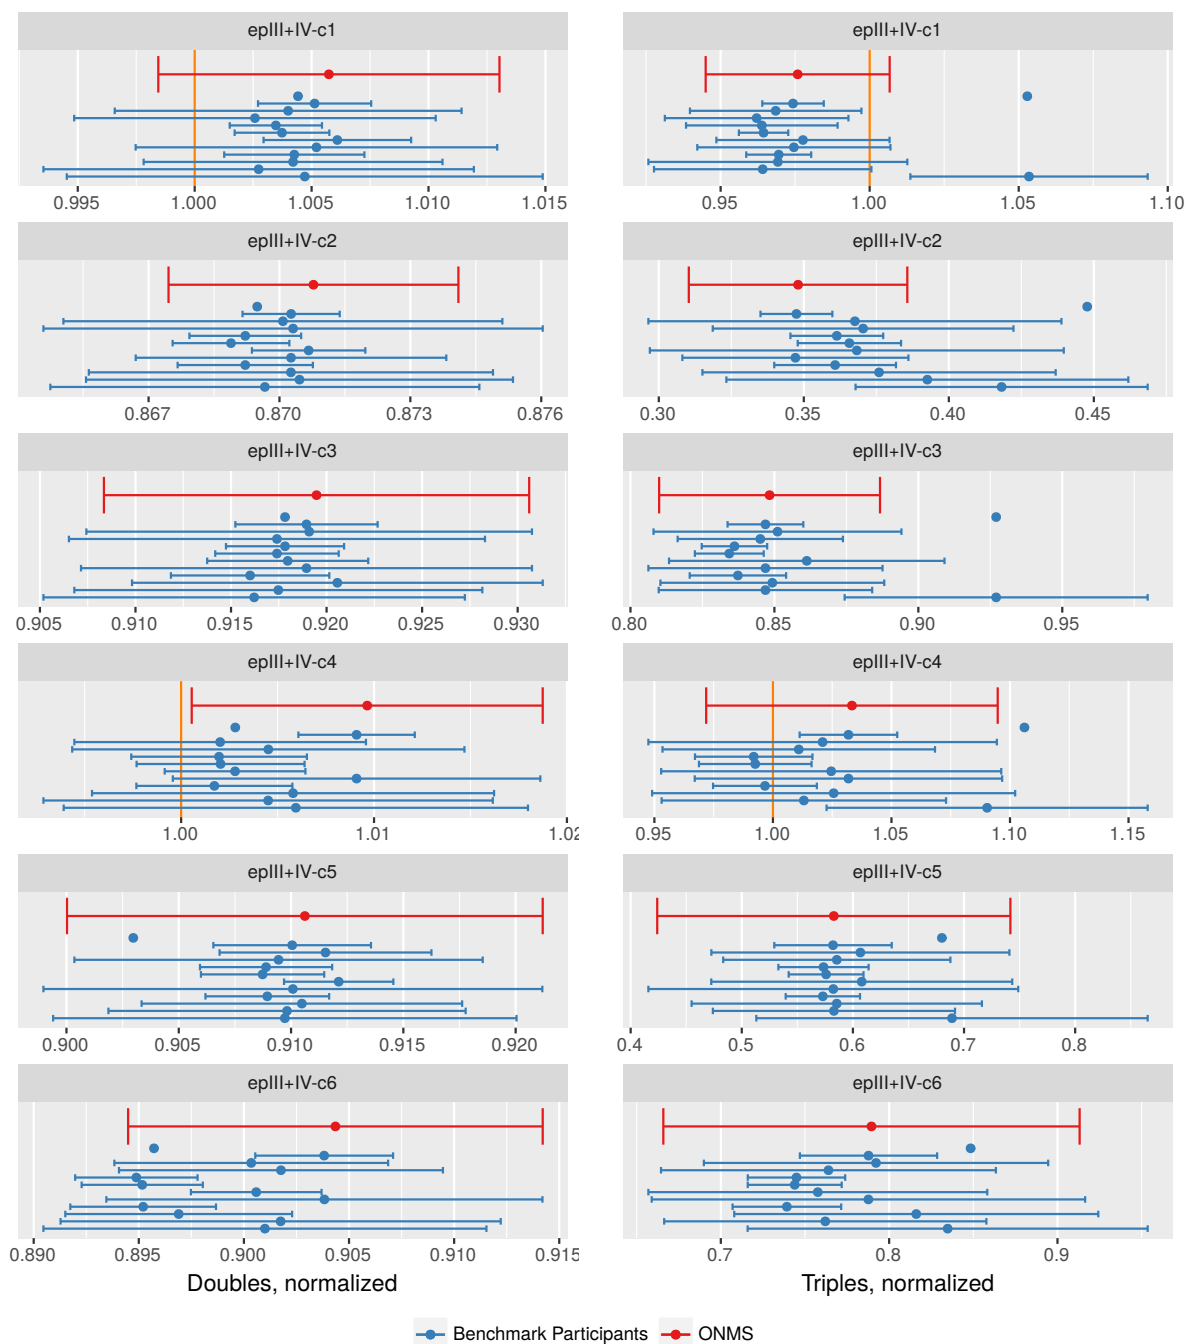 epIII+IV-c1 epIII+IV-c1
0.995 1.000 1.005 1.010 1.015 0.95 1.00 1.05 1.10
epIII+IV-c2 epIII+IV-c2
0.867 0.870 0.873 0.876 0.30 0.35 0.40 0.45
epIII+IV-c3 epIII+IV-c3
0.905 0.910 0.915 0.920 0.925 0.930 0.80 0.85 0.90 0.95
epIII+IV-c4 epIII+IV-c4
1.00 1.01 0.95 1.00 1.05 1.10 1.15
epIII+IV-c5 epIII+IV-c5
0.900 0.905 0.910 0.915 0.920 0.4 0.5 0.6 0.7 0.8
epIII+IV-c6 epIII+IV-c6
0.890 0.895 0.900 0.905 0.910 0.915 0.7 0.8 0.9
Doubles, normalized Triples, normalized
Benchmark Participants ONMS